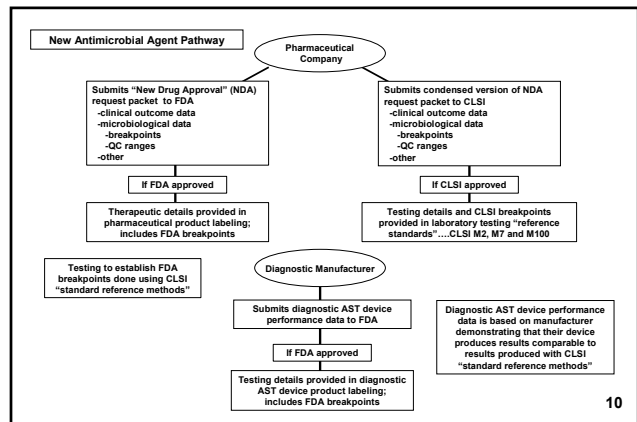 New Antimicrobial Agent Pathway
Pharmaceutical
Company
Submits “New Drug Approval” (NDA)
request packet to FDA
-clinical outcome data
-microbiological data
-breakpoints
-QC ranges
-other
Submits condensed version of NDA
request packet to CLSI
-clinical outcome data
-microbiological data
-breakpoints
-QC ranges
-other
If FDA approved
If CLSI approved
Therapeutic details provided in
pharmaceutical product labeling;
includes FDA breakpoints
Testing details and CLSI breakpoints
provided in laboratory testing “reference
standards”….CLSI M2, M7 and M100
Testing to establish FDA
breakpoints done using CLSI
“standard reference methods”
Diagnostic Manufacturer
Submits diagnostic AST device
performance data to FDA
If FDA approved
Testing details provided in diagnostic
AST device product labeling;
includes FDA breakpoints
Diagnostic AST device performance
data is based on manufacturer
demonstrating that their device
produces results comparable to
results produced with CLSI
“standard reference methods”
10